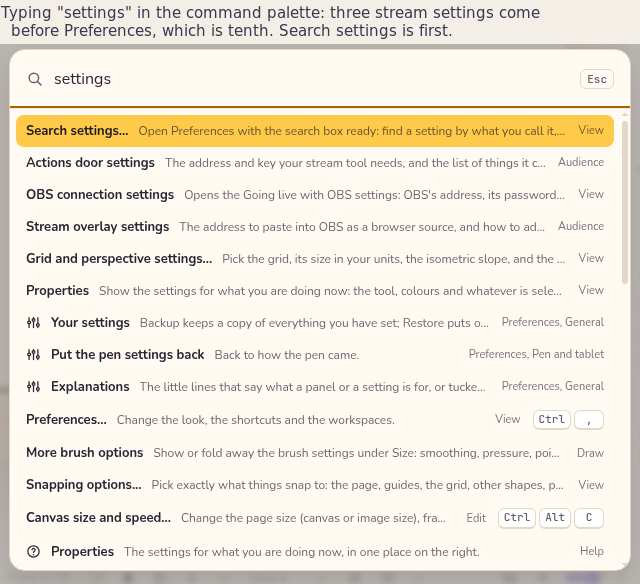 Typing "settings" in the command palette: three stream settings come
before Preferences, which is tenth. Search settings is first.
settings Esc
Search settings... Open Preferences with the search box ready: find a setting by what you call it,... View
Actions door settings The address and key your stream tool needs, and the list of things it c... Audience
OBS connection settings Opens the Going live with OBS settings: OBS's address, its password... View
Stream overlay settings The address to paste into OBS as a browser source, and how to ad... Audience
Grid and perspective settings... Pick the grid, its size in your units, the isometric slope, and the ... View
Properties Show the settings for what you are doing now: the tool, colours and whatever is sele... View
Your settings Backup keeps a copy of everything you have set; Restore puts o... Preferences, General
Put the pen settings back Back to how the pen came. Preferences, Pen and tablet
Explanations The little lines that say what a panel or a setting is for, or tucke... Preferences, General
Preferences... Change the look, the shortcuts and the workspaces. View Ctrl ,
More brush options Show or fold away the brush settings under Size: smoothing, pressure, poi... Draw
Snapping options... Pick exactly what things snap to: the page, guides, the grid, other shapes, p... View
Canvas size and speed... Change the page size (canvas or image size), fra... Edit Ctrl Alt C
Properties The settings for what you are doing now, in one place on the right. Help